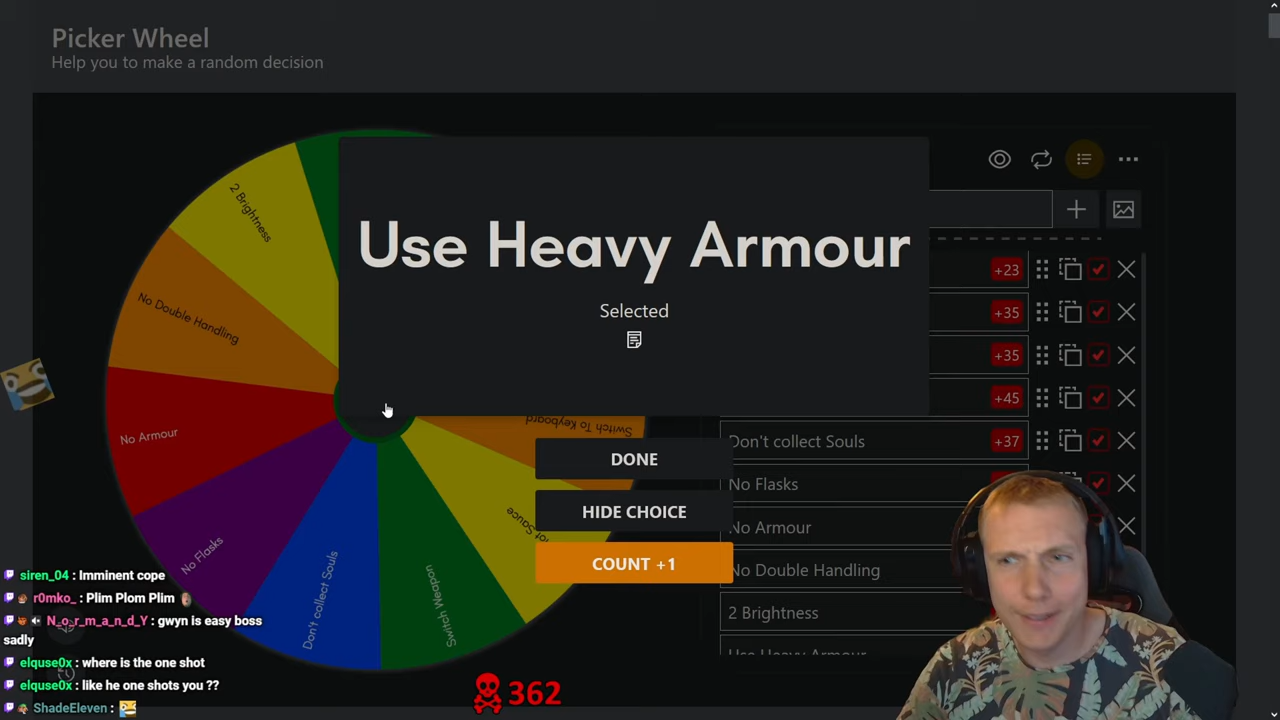 Picker Wheel
Help you to make a random decision
2 Brightness
No Double Handling
No Armour
No Flasks
Don't collect Souls
Switch Weapon
Switch To Keyboard
Use Heavy Armour
Selected
DONE
HIDE CHOICE
COUNT +1
+23
+35
+35
+45
Don't collect Souls +37
No Flasks
No Armour
No Double Handling
2 Brightness
Use Heavy Armour
siren_04 : Imminent cope
r0mko_ : Plim Plom Plim
N_o_r_m_a_n_d_Y : gwyn is easy boss
sadly
elquse0x : where is the one shot
elquse0x : like he one shots you ??
ShadeEleven :
362